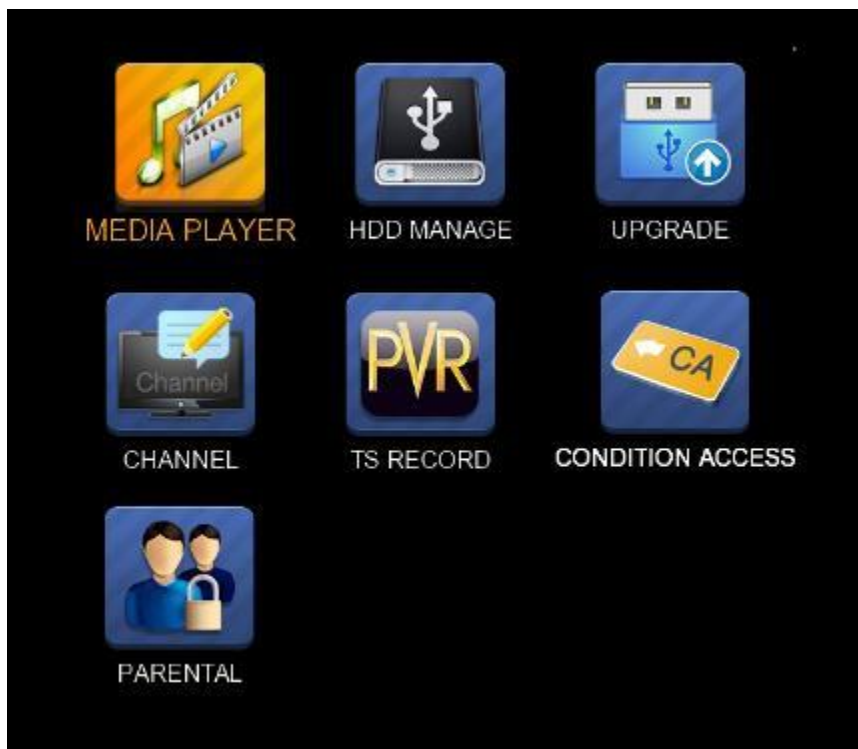 MEDIA PLAYER
HDD MANAGE
UPGRADE
Channel
CHANNEL
PVR
TS RECORD
CA
CONDITION ACCESS
PARENTAL